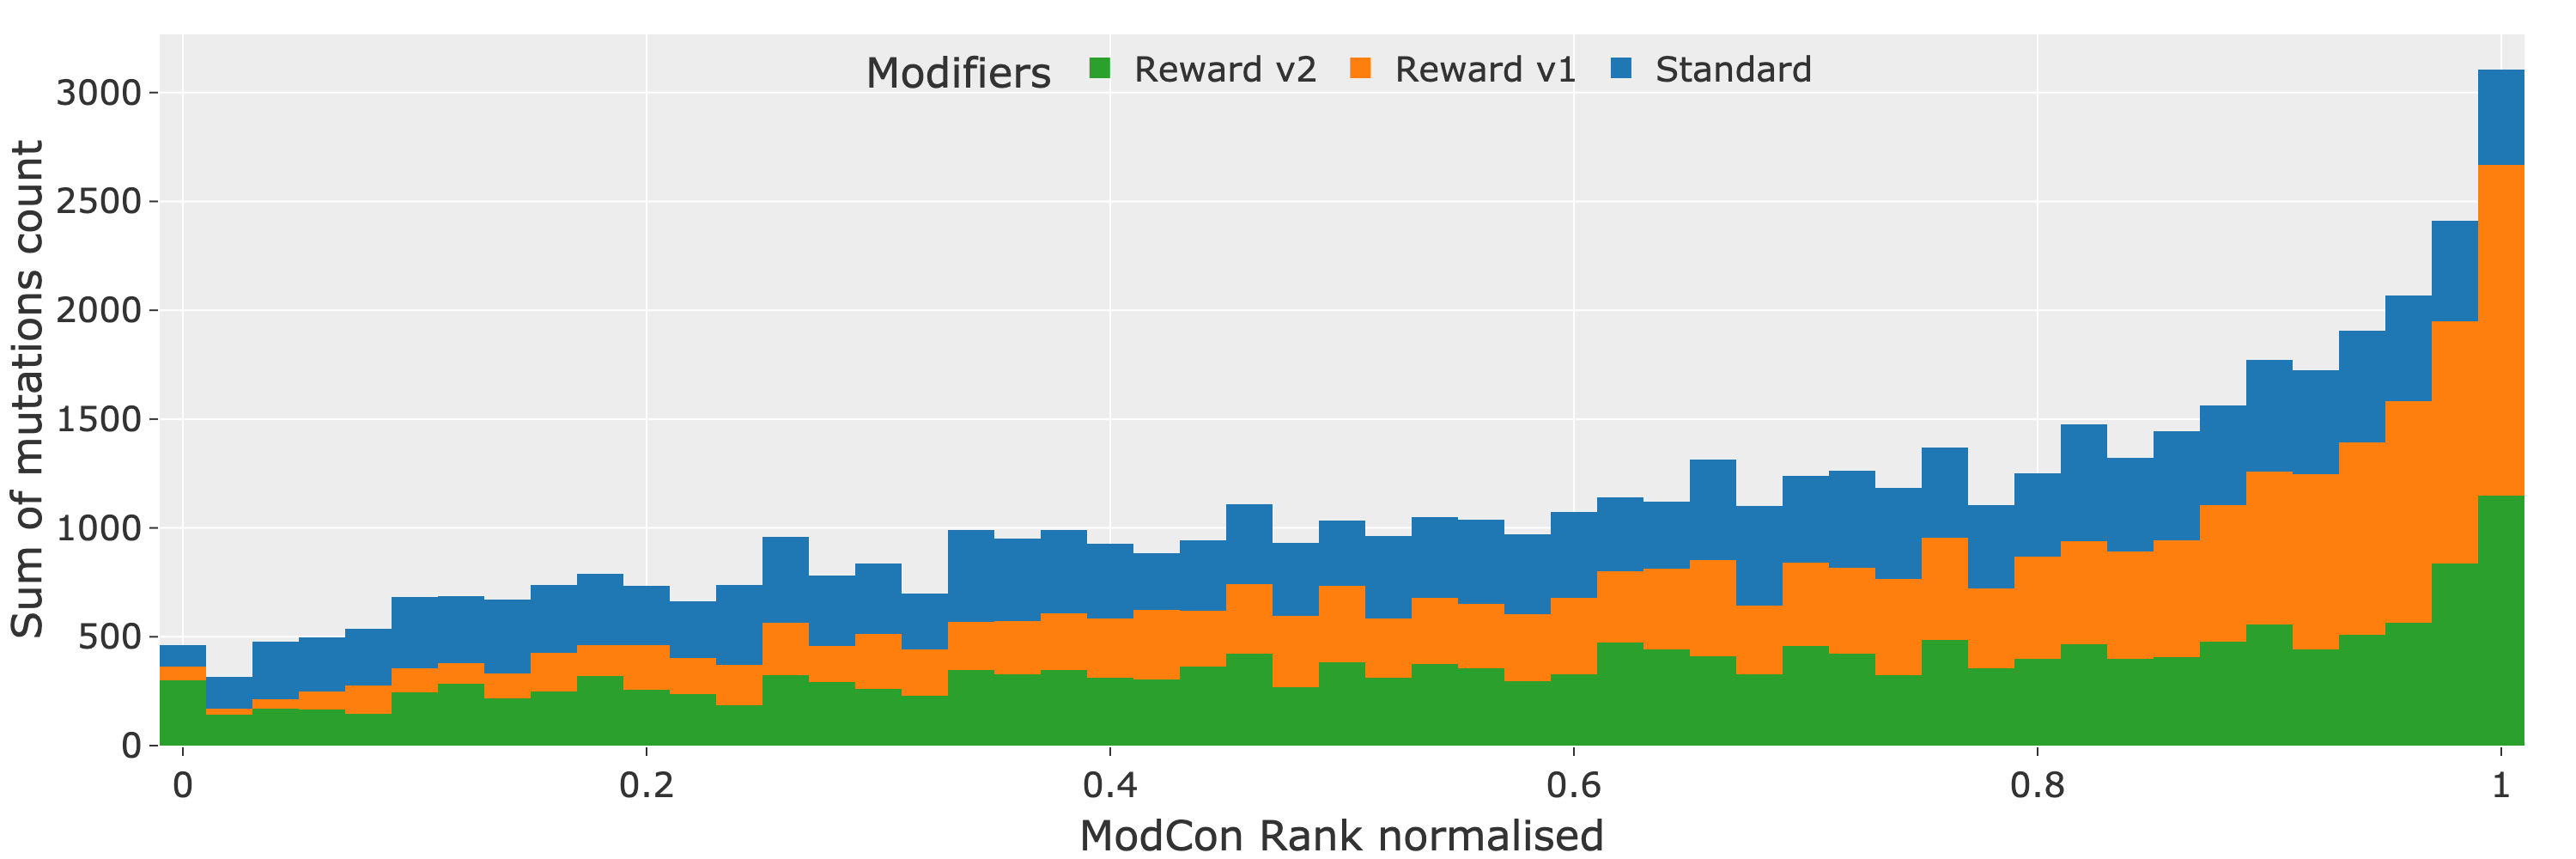 Modifiers Reward v2 Reward v1 Standard
3000
2500
2000
1500
1000
500
0
Sum of mutations count
0 0.2 0.4 0.6 0.8 1
ModCon Rank normalised